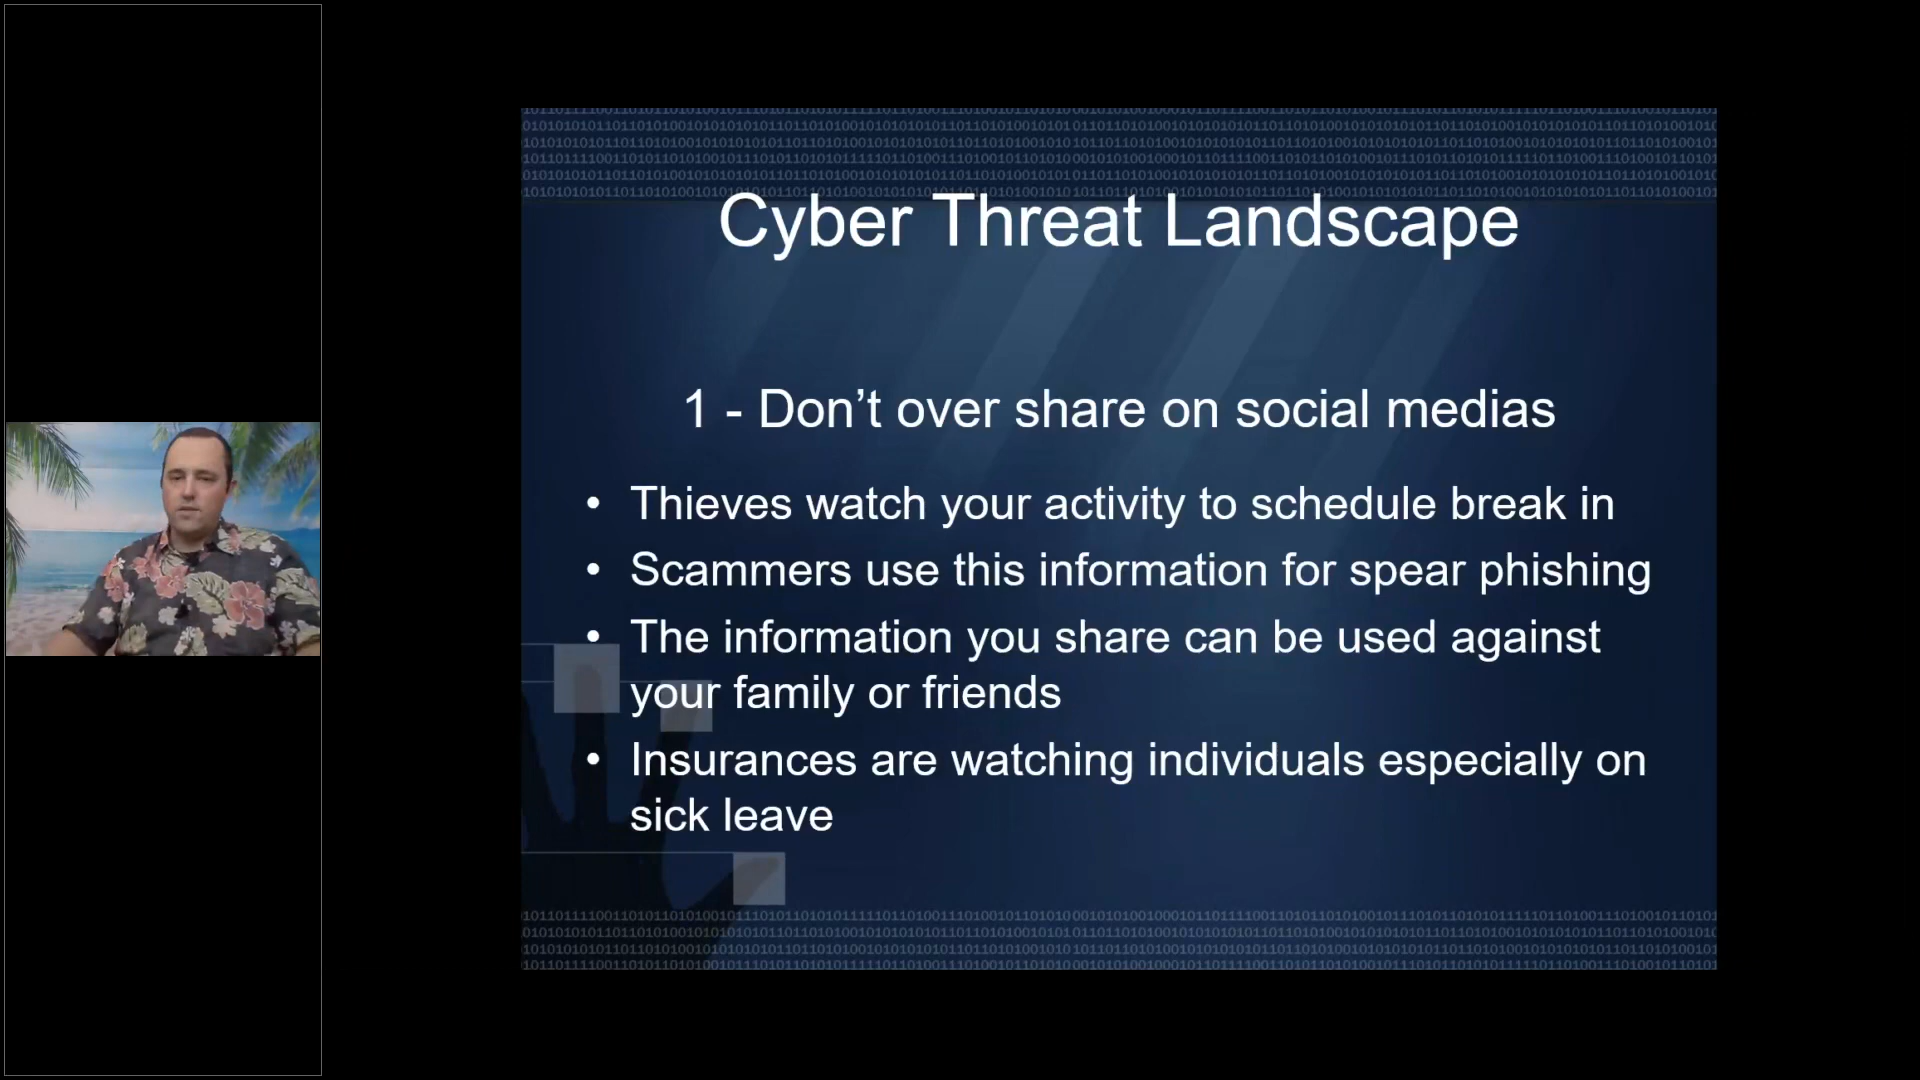 Cyber Threat Landscape
1 - Don’t over share on social medias
• Thieves watch your activity to schedule break in
• Scammers use this information for spear phishing
• The information you share can be used against
your family or friends
• Insurances are watching individuals especially on
sick leave